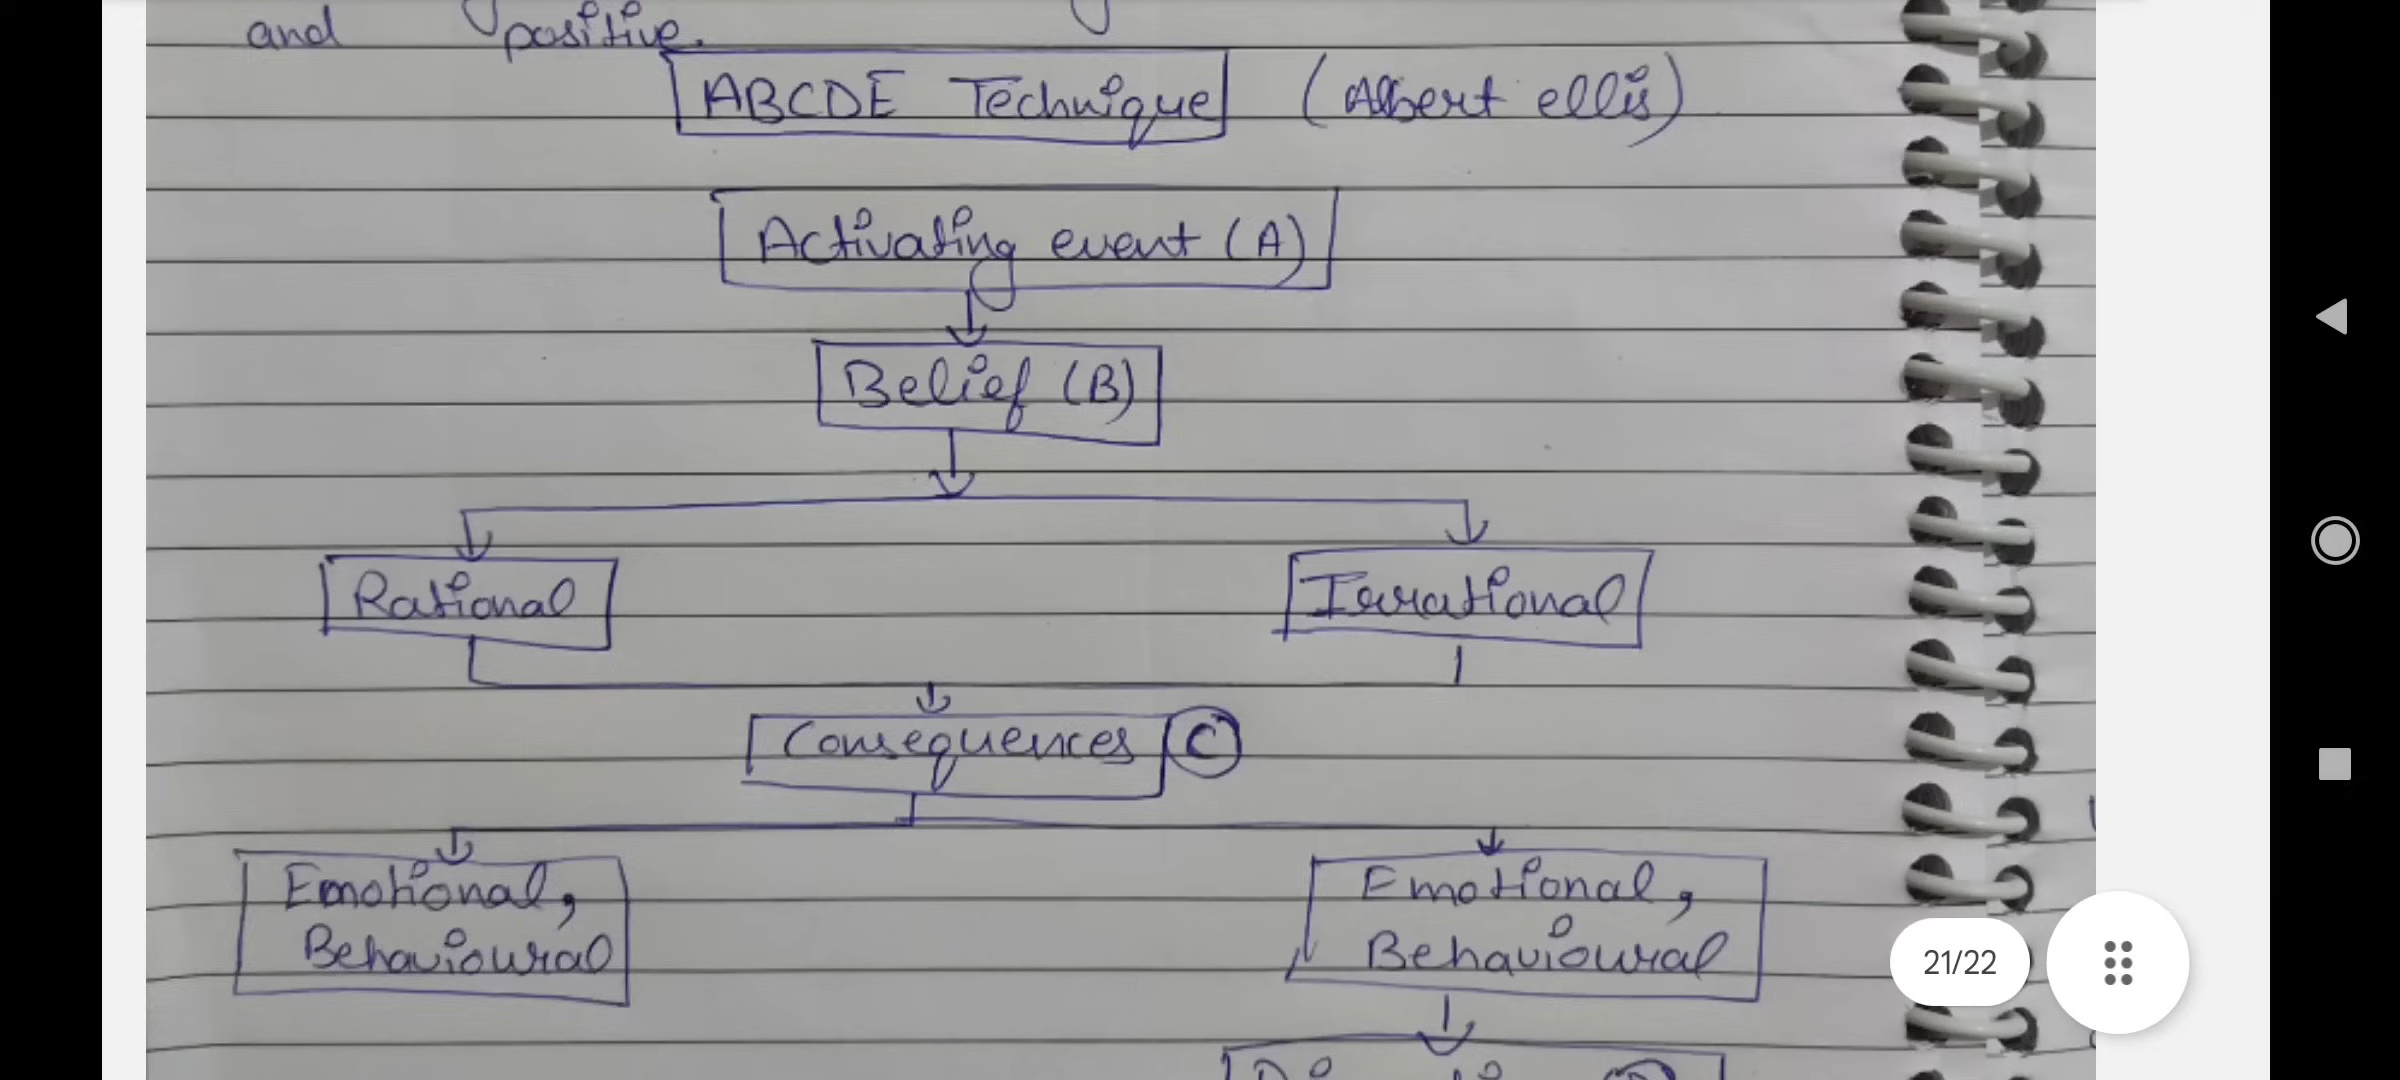 and positive.
ABCDE Technique (Albert ellis)
Activating event (A)
Belief (B)
Rational Irrational
Consequences C
Emotional, Behavioural
Emotional, Behavioural
21/22